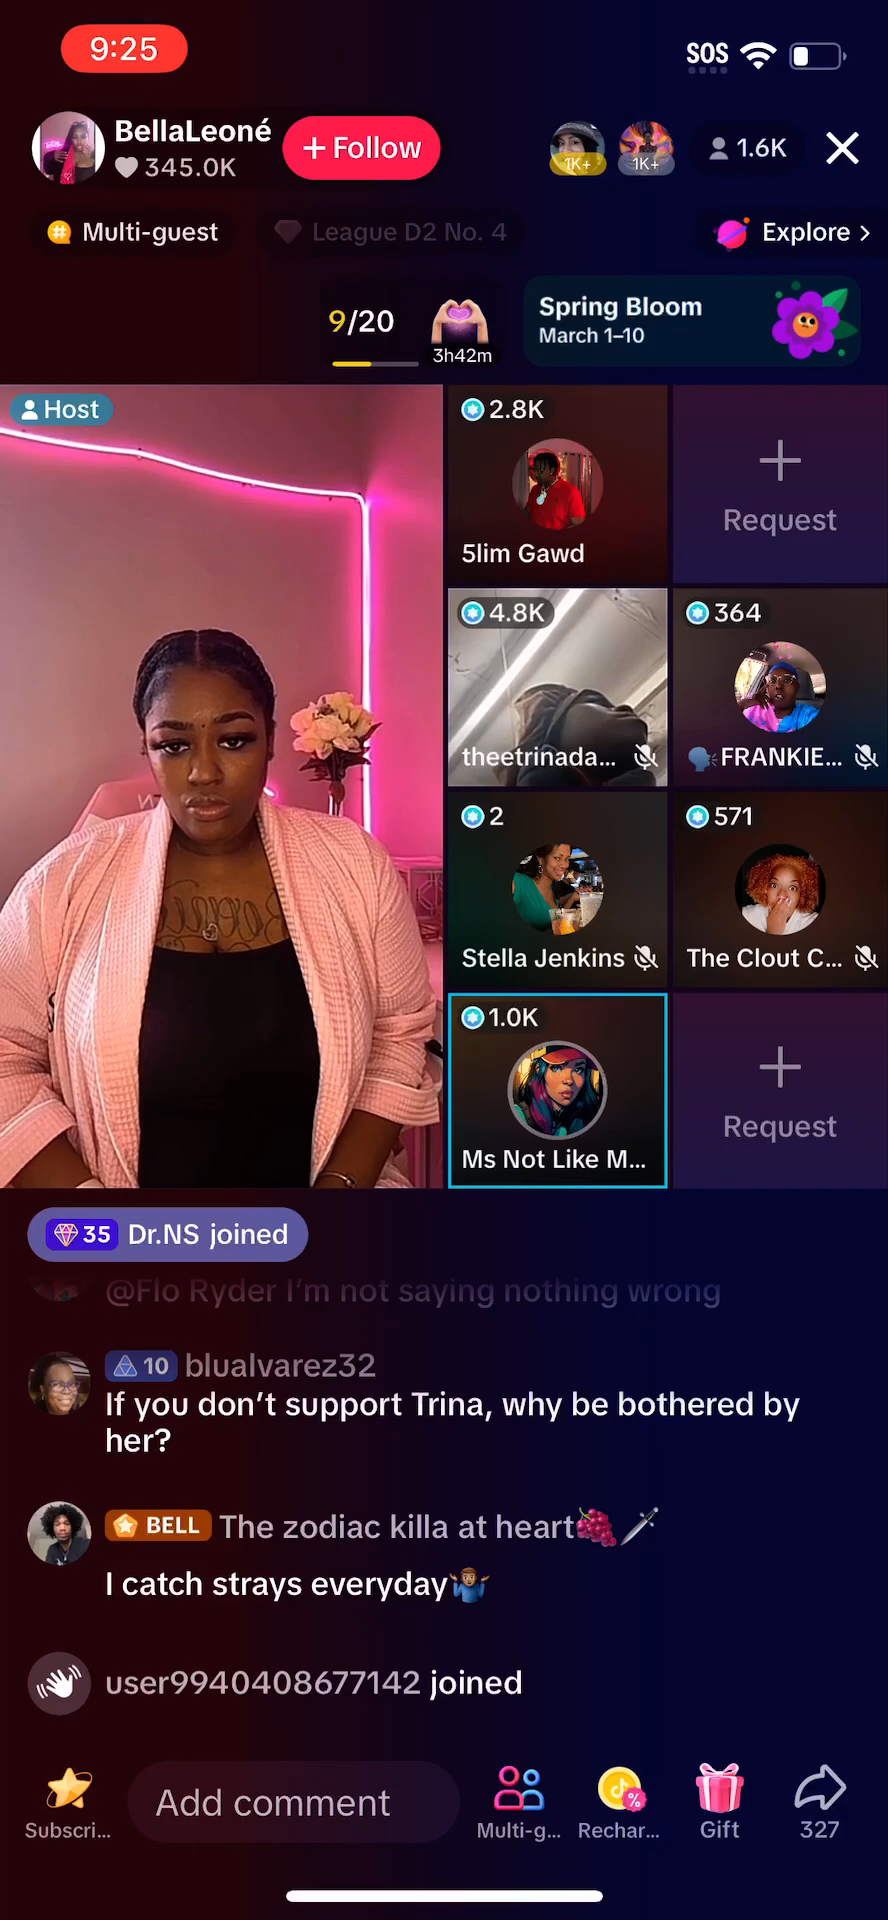 9:25
SOS
BellaLeoné
+ Follow
345.0K
1K+
1K+
1.6K
Multi-guest
League D2 No. 4
Explore >
9/20
3h42m
Spring Bloom
March 1–10
Host
2.8K
5lim Gawd
Request
4.8K
theetrinada...
364
FRANKIE...
2
Stella Jenkins
571
The Clout C...
1.0K
Ms Not Like M...
Request
35 Dr.NS joined
@Flo Ryder I'm not saying nothing wrong
10 blualvarez32
If you don't support Trina, why be bothered by
her?
BELL The zodiac killa at heart🍇🗡️
I catch strays everyday🤷🏾‍♂️
user9940408677142 joined
Subscri...
Add comment
Multi-g...
Rechar...
Gift
327